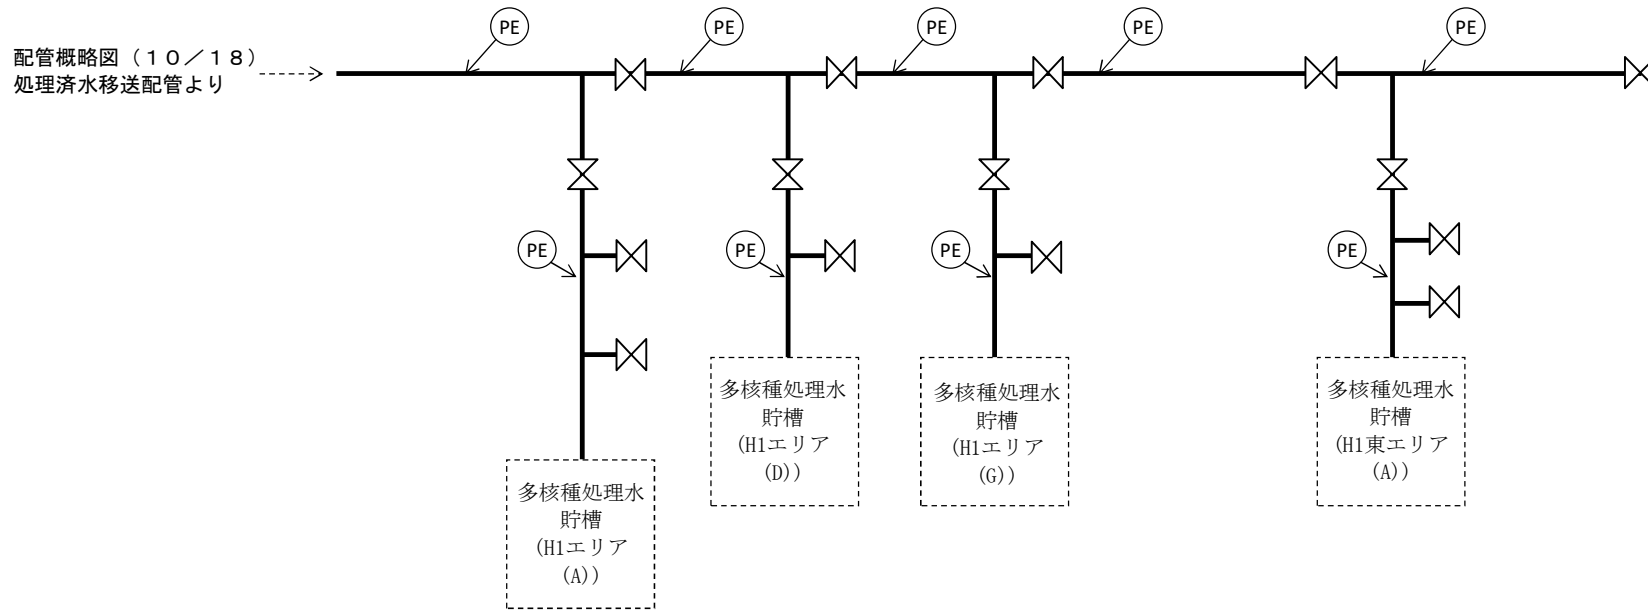 PE
PE
PE
PE
PE
配管概略図（１０／１８）
処理済水移送配管より
PE
PE
PE
PE
多核種処理水
貯槽
(H1エリア
(D))
多核種処理水
貯槽
(H1エリア
(G))
多核種処理水
貯槽
(H1東エリア
(A))
多核種処理水
貯槽
(H1エリア
(A))